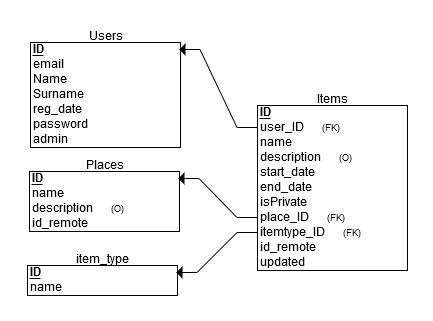 Users
ID
email
Name
Surname
reg_date
password
admin
Places
ID
name
description (O)
id_remote
item_type
ID
name
Items
ID
user_ID (FK)
name
description (O)
start_date
end_date
isPrivate
place_ID (FK)
itemtype_ID (FK)
id_remote
updated